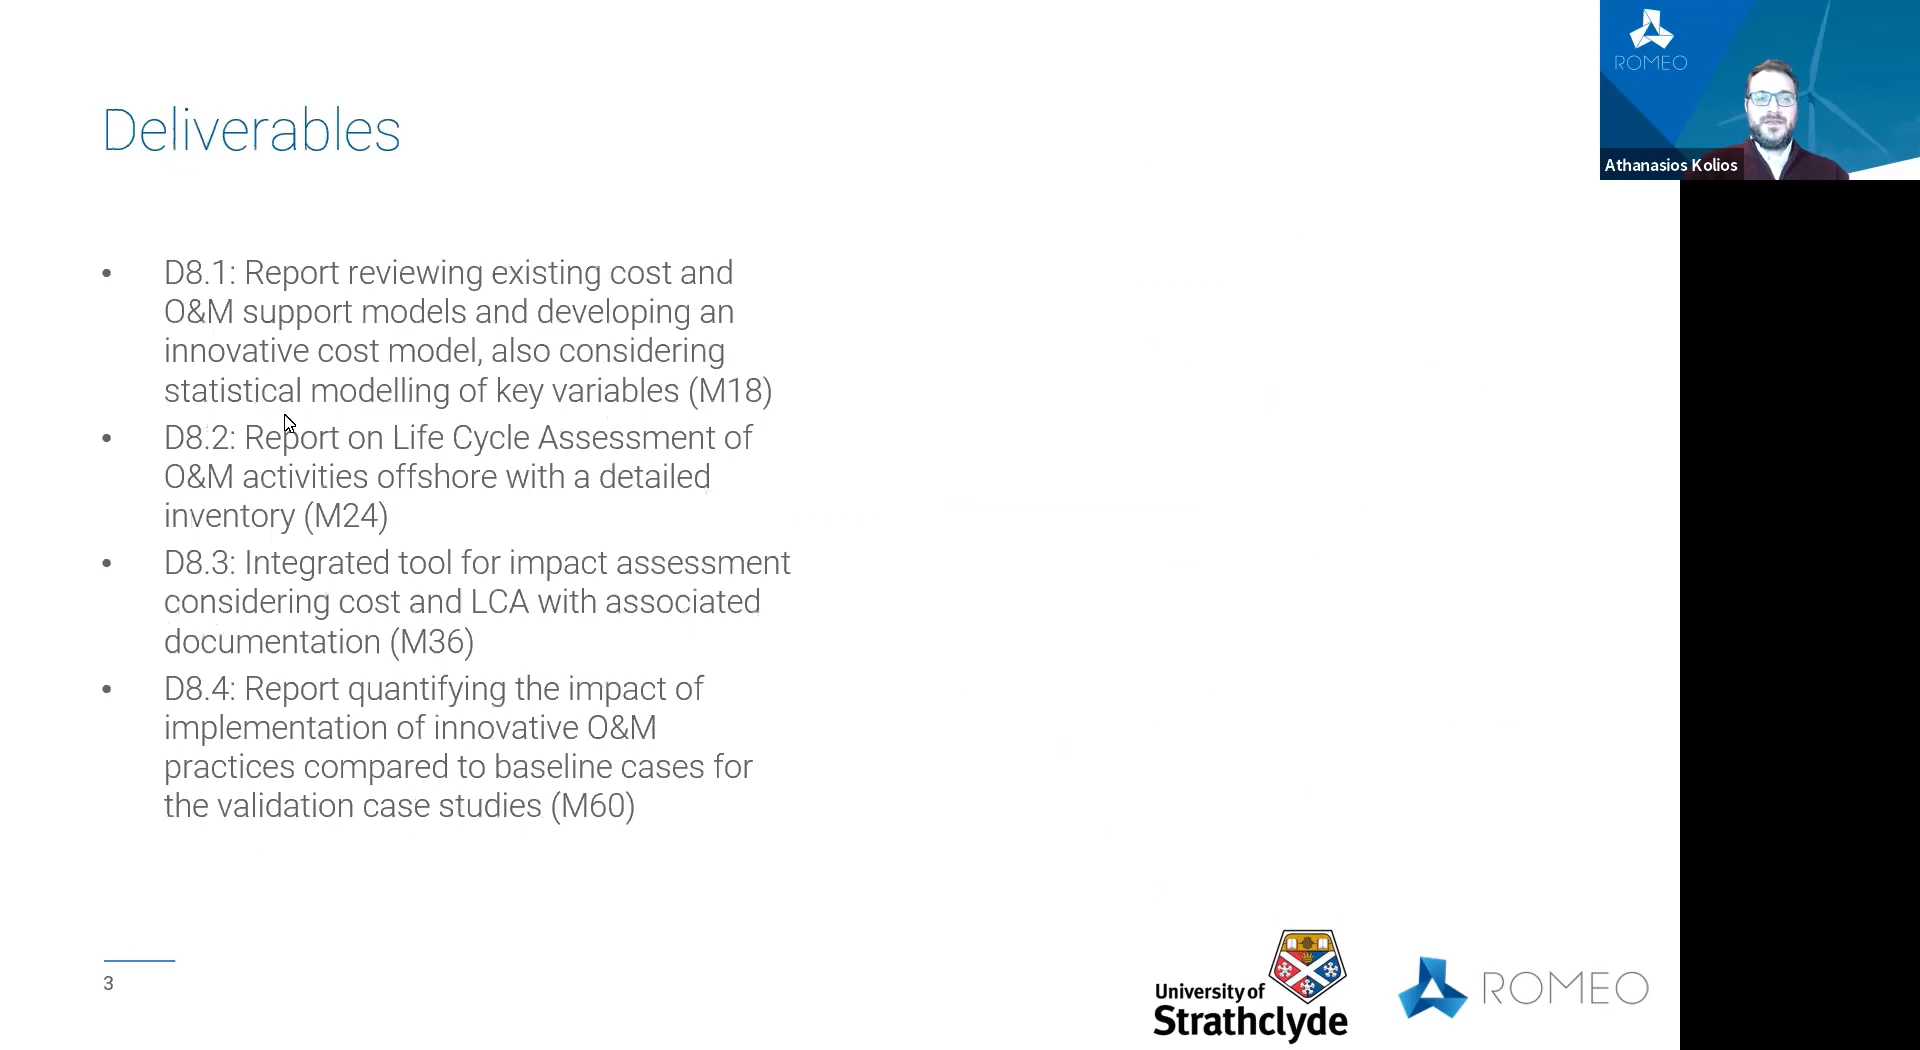 ROMEO
Athanasios Kolios
Deliverables
• D8.1: Report reviewing existing cost and
O&M support models and developing an
innovative cost model, also considering
statistical modelling of key variables (M18)
• D8.2: Report on Life Cycle Assessment of
O&M activities offshore with a detailed
inventory (M24)
• D8.3: Integrated tool for impact assessment
considering cost and LCA with associated
documentation (M36)
• D8.4: Report quantifying the impact of
implementation of innovative O&M
practices compared to baseline cases for
the validation case studies (M60)
3
University of
Strathclyde
ROMEO